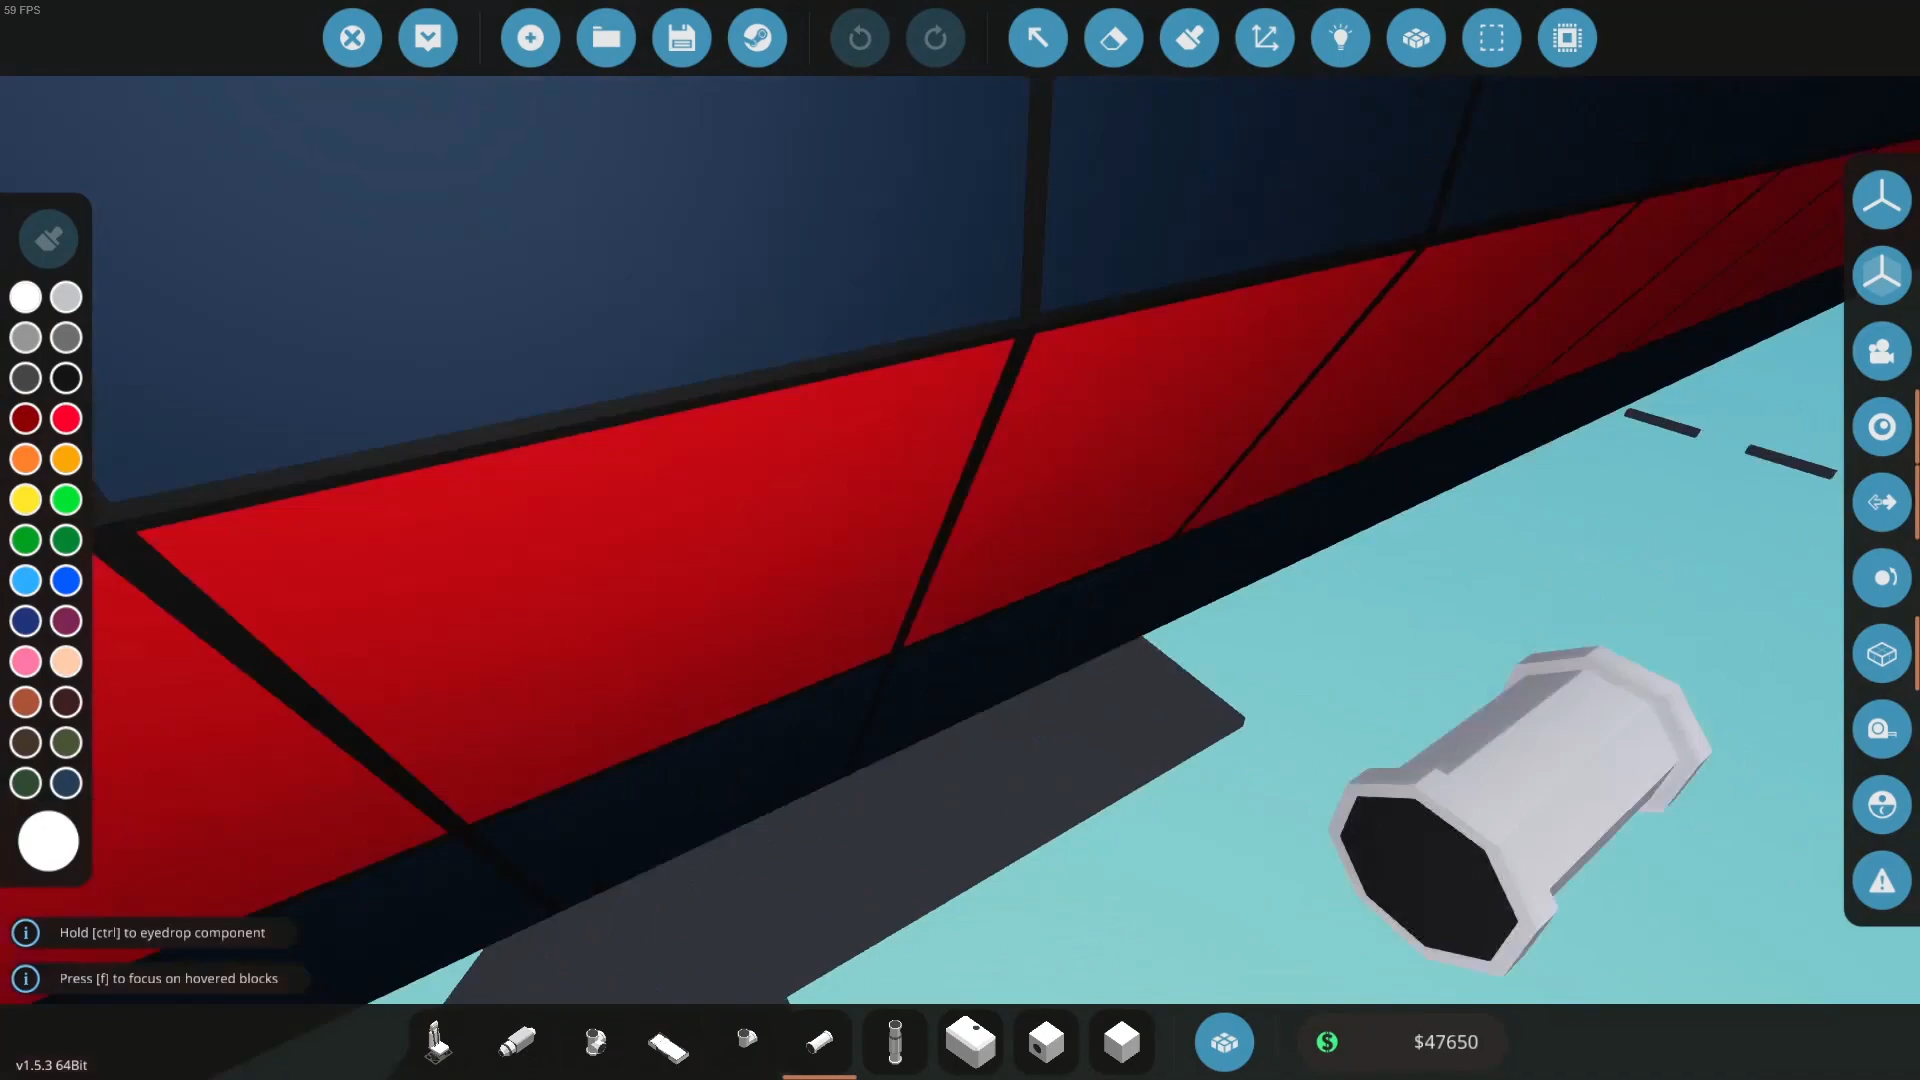 59 FPS
Hold [ctrl] to eyedrop component
Press [f] to focus on hovered blocks
v1.5.3 64Bit
$
$47650